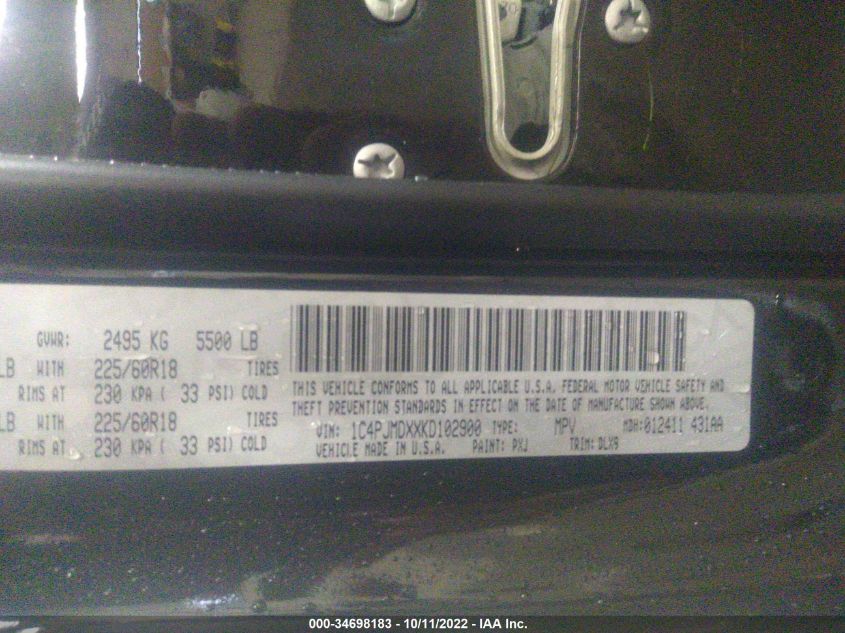 GVWR: 2495 KG 5500 LB
LB WITH 225/60R18 TIRES
RIMS AT 230 KPA ( 33 PSI) COLD
LB WITH 225/60R18 TIRES
RIMS AT 230 KPA ( 33 PSI) COLD
THIS VEHICLE CONFORMS TO ALL APPLICABLE U.S.A. FEDERAL MOTOR VEHICLE SAFETY AND
THEFT PREVENTION STANDARDS IN EFFECT ON THE DATE OF MANUFACTURE SHOWN ABOVE.
VIN: 1C4PJMDXXKD102900 TYPE: MPV MDH:012411 431AA
VEHICLE MADE IN U.S.A. PAINT: PXJ TRIM: DLX9
000-34698183 - 10/11/2022 - IAA Inc.